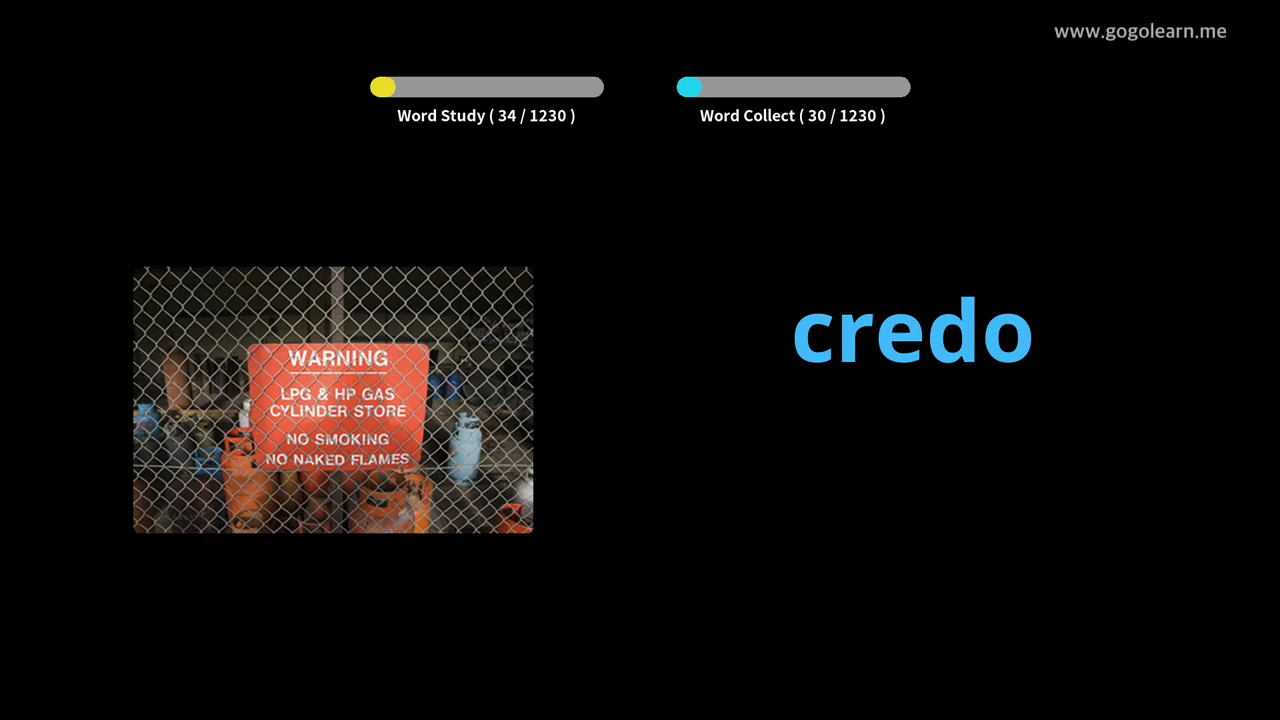 www.gogolearn.me
Word Study ( 34 / 1230 )
Word Collect ( 30 / 1230 )
credo
WARNING
LPG & HP GAS
CYLINDER STORE
NO SMOKING
NO NAKED FLAMES